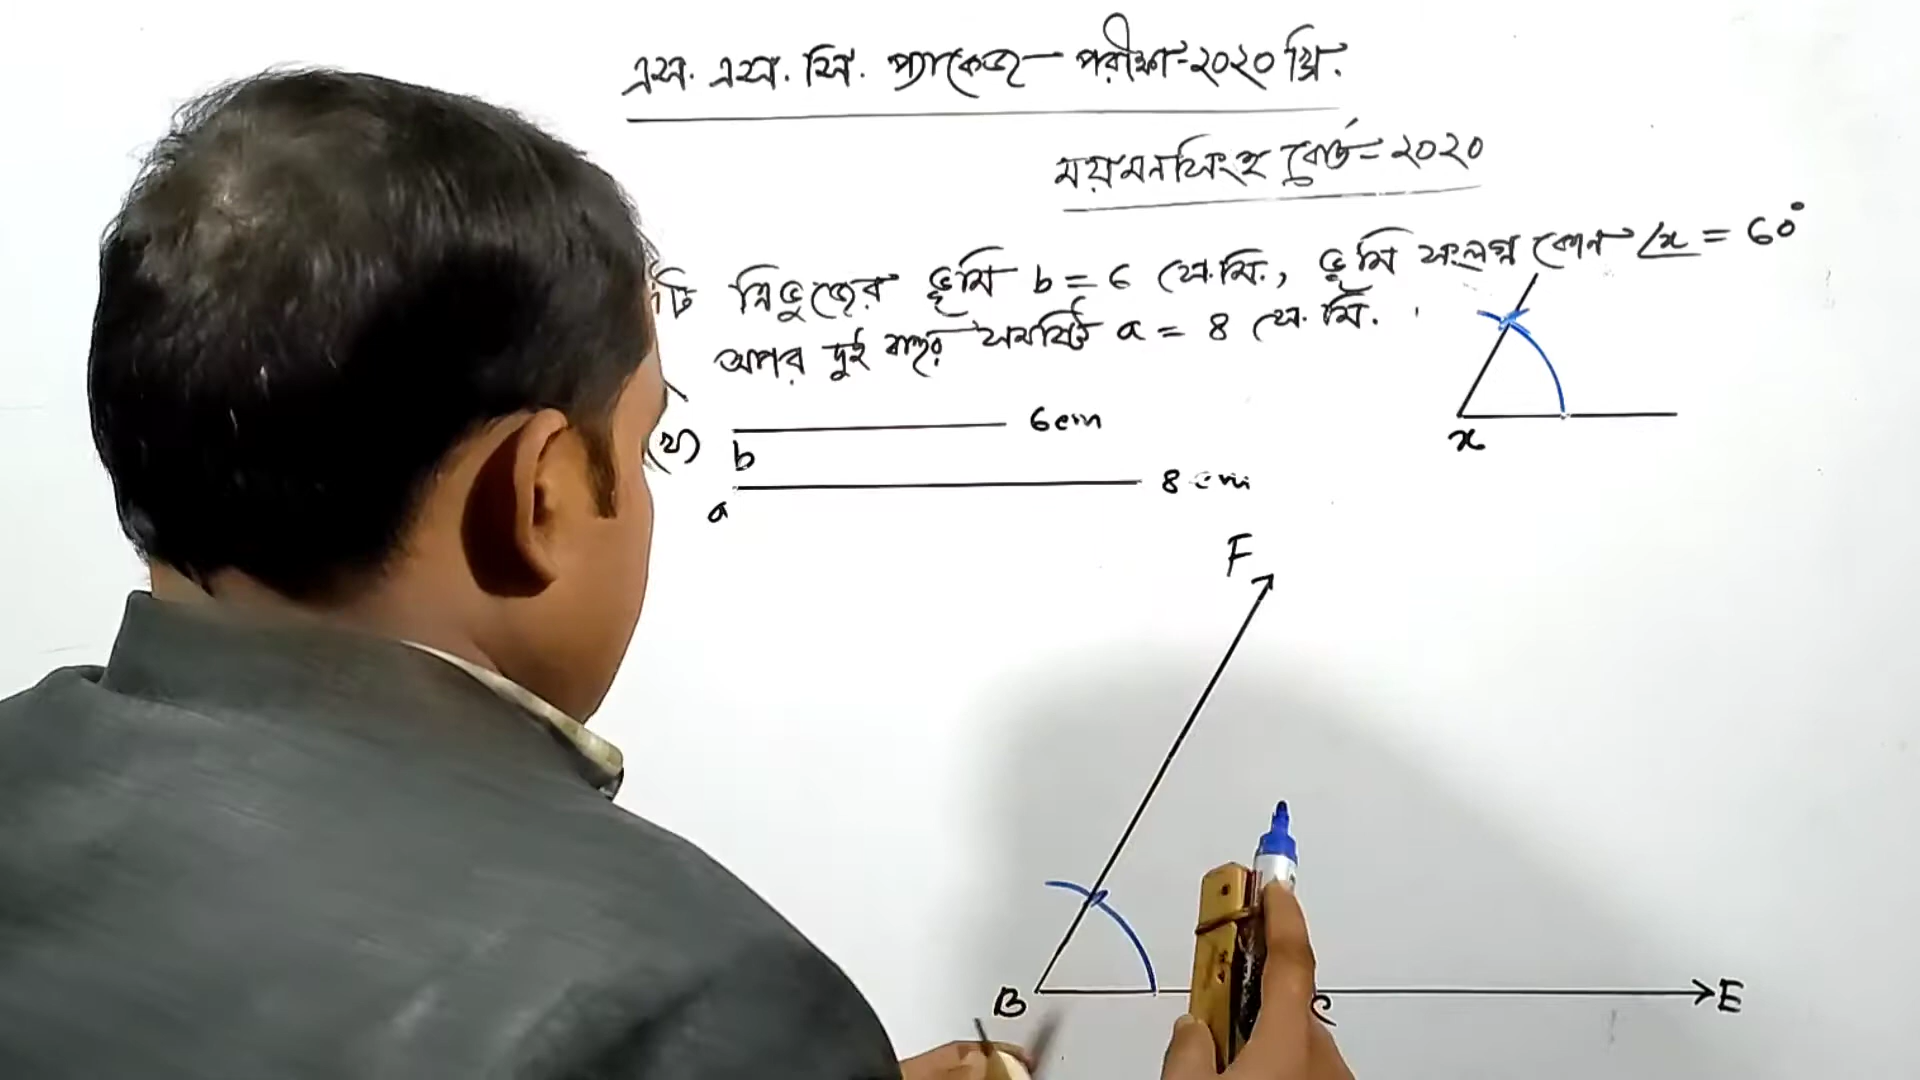 এস. এস. সি. প্যাকেজ — পরীক্ষা-২০২০ খ্রি.
ময়মনসিংহ বোর্ড-২০২০
টি ত্রিভুজের ভূমি b = 6 সে.মি., ভূমি সংলগ্ন কোন ∠x = 60°
অপর দুই বাহুর সমষ্টি a = 8 সে. মি.
6cm
b
8 cm
a
x
F
B
C
E